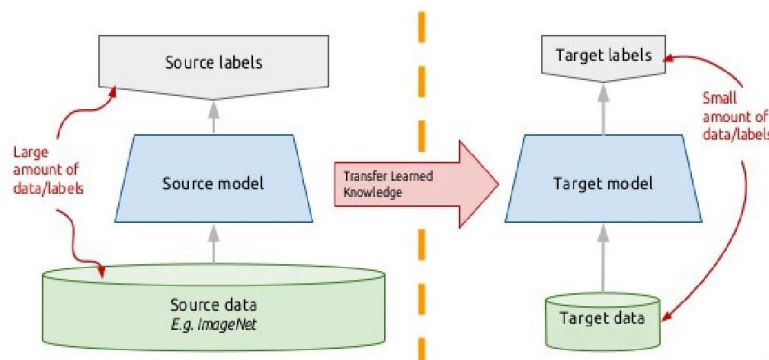 Source labels
Large
amount of
data/labels
Source model
Source data
E.g. ImageNet
Transfer Learned
Knowledge
Target labels
Small
amount of
data/labels
Target model
Target data